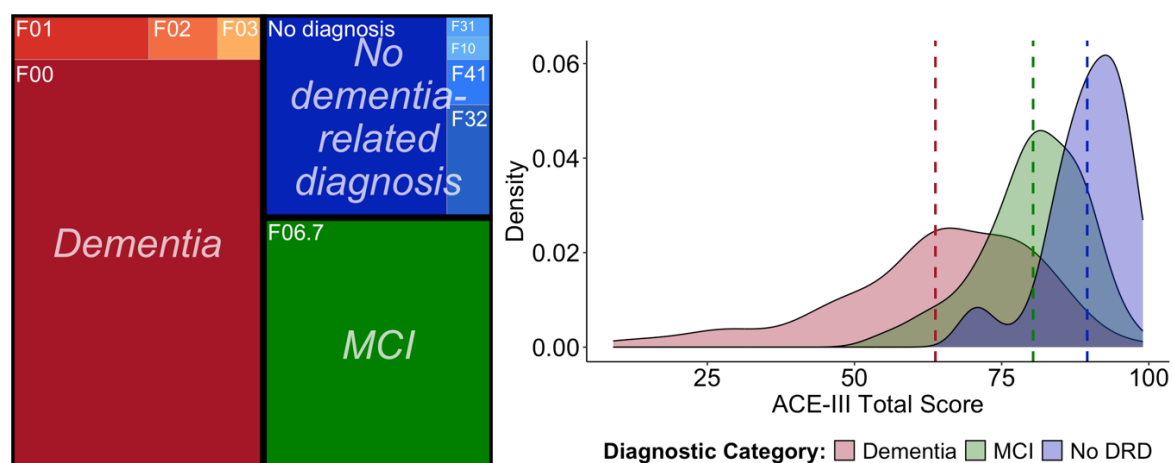 F01
F02
F03
F00
Dementia
No diagnosis
F31
F10
F41
F32
No
dementia-
related
diagnosis
F06.7
MCI
0.06
0.04
0.02
0.00
Density
25
50
75
100
ACE-III Total Score
Diagnostic Category: Dementia MCI No DRD